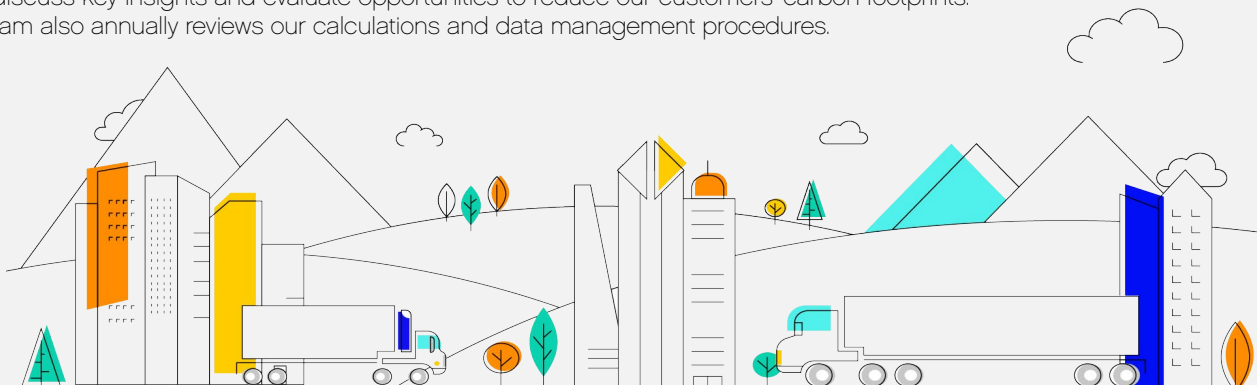 discuss key insights and evaluate opportunities to reduce our customers' carbon footprints.
am also annually reviews our calculations and data management procedures.